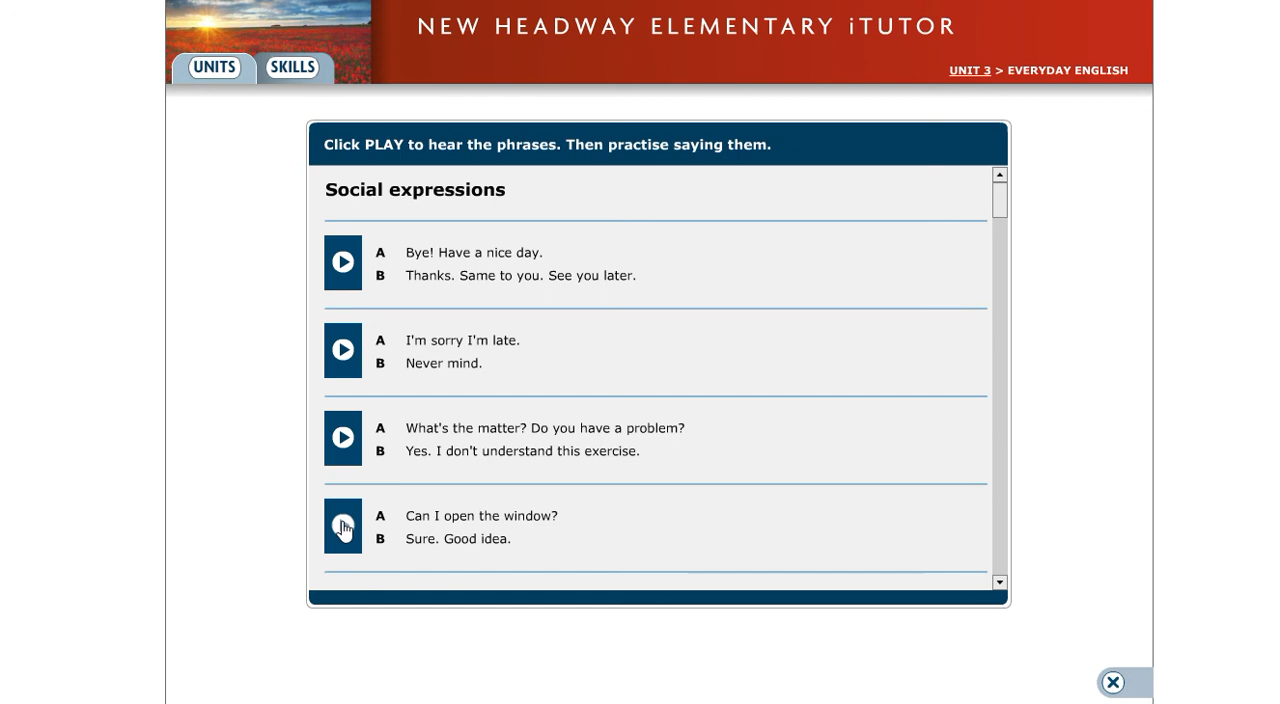 NEW HEADWAY ELEMENTARY iTUTOR
UNITS SKILLS
UNIT 3 > EVERYDAY ENGLISH
Click PLAY to hear the phrases. Then practise saying them.
Social expressions
A Bye! Have a nice day.
B Thanks. Same to you. See you later.
A I'm sorry I'm late.
B Never mind.
A What's the matter? Do you have a problem?
B Yes. I don't understand this exercise.
A Can I open the window?
B Sure. Good idea.